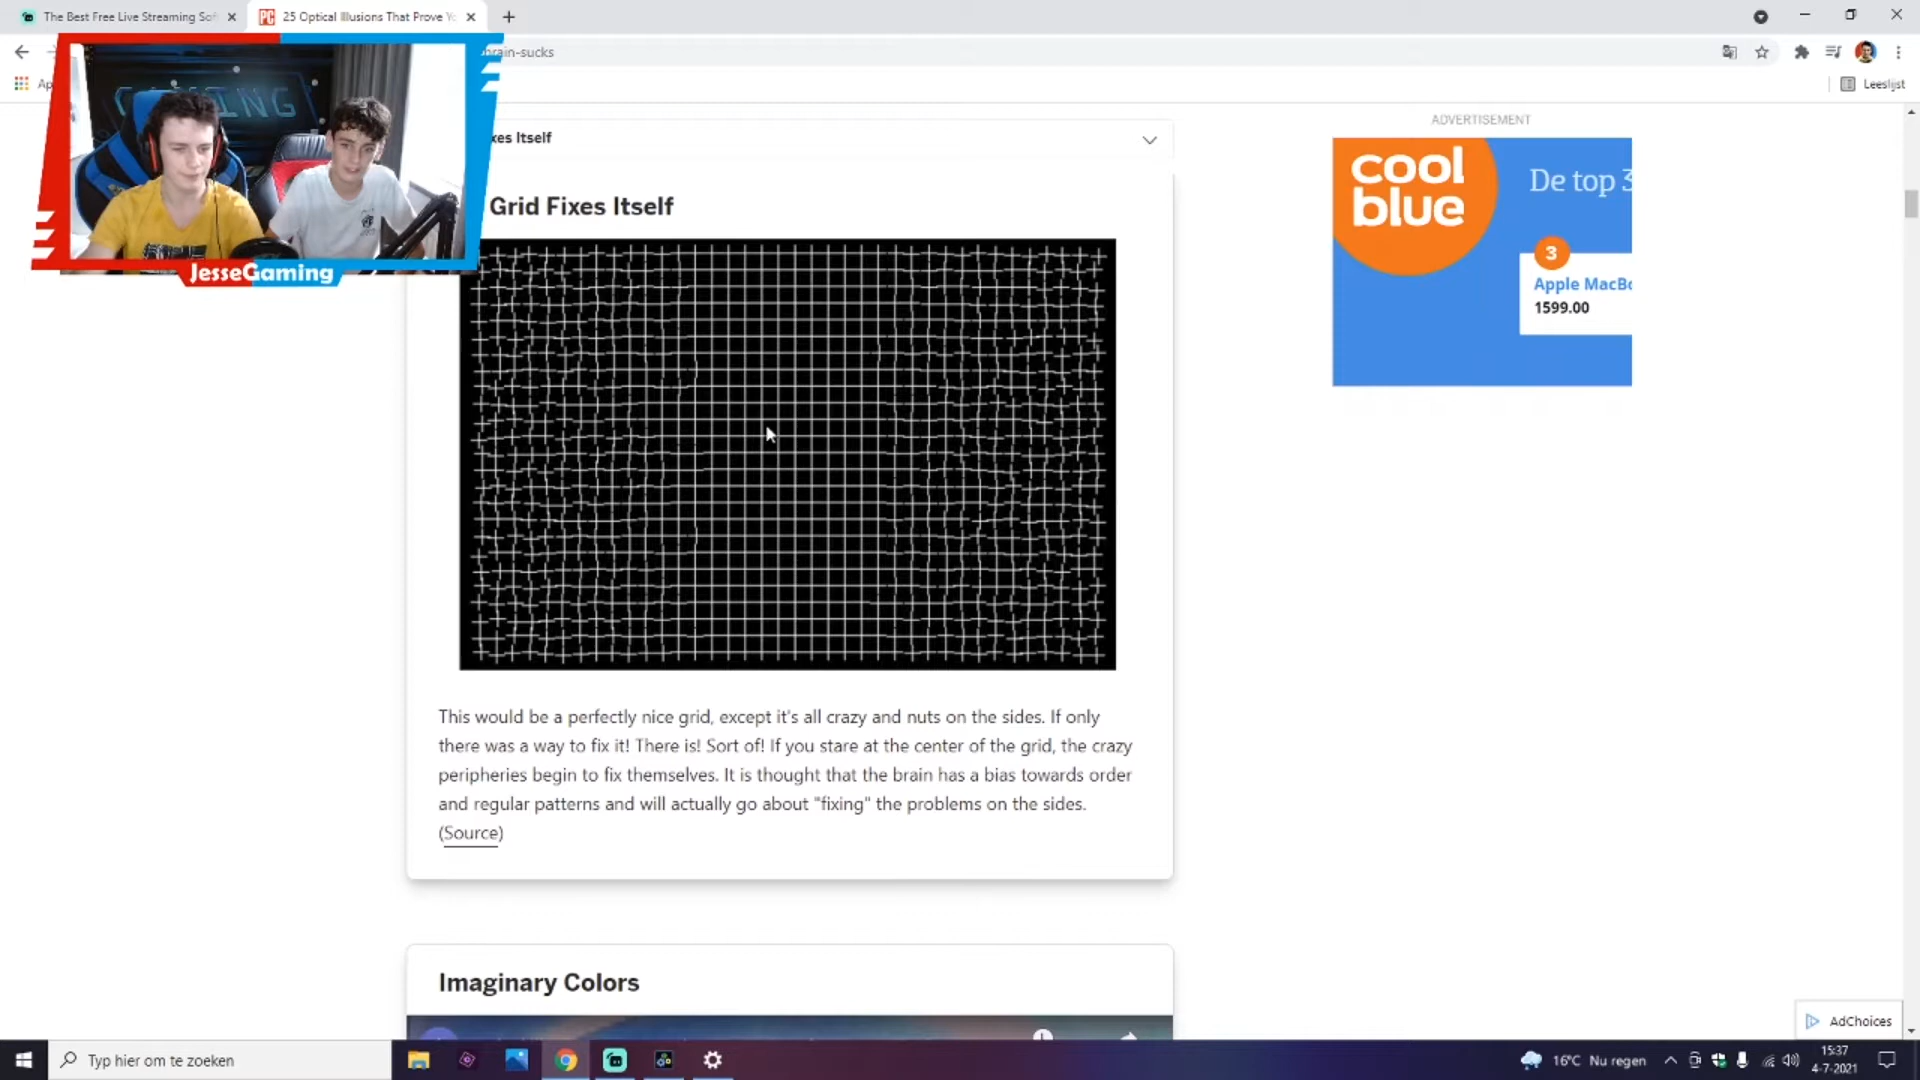 The Best Free Live Streaming Sof
25 Optical Illusions That Prove Yo
brain-sucks
Ap
Leeslijst
GAMING
JesseGaming
xes Itself
Grid Fixes Itself
This would be a perfectly nice grid, except it's all crazy and nuts on the sides. If only
there was a way to fix it! There is! Sort of! If you stare at the center of the grid, the crazy
peripheries begin to fix themselves. It is thought that the brain has a bias towards order
and regular patterns and will actually go about "fixing" the problems on the sides.
(Source)
Imaginary Colors
ADVERTISEMENT
cool
blue
De top 3
3
Apple MacBo
1599.00
AdChoices
Typ hier om te zoeken
16°C Nu regen
15:37
4-7-2021